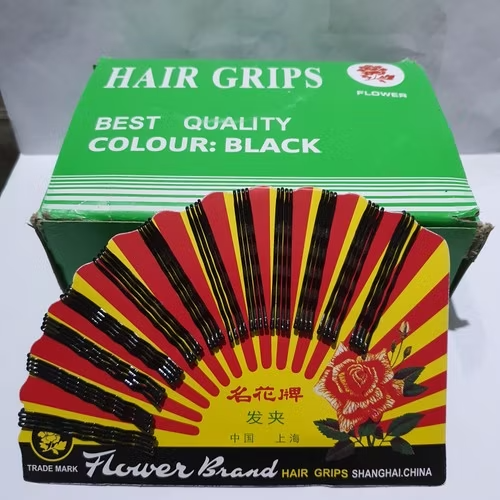 HAIR GRIPS
FLOWER
BEST QUALITY
COLOUR: BLACK
名花牌
发夹
中国 上海
TRADE MARK Flower Brand HAIR GRIPS SHANGHAI.CHINA